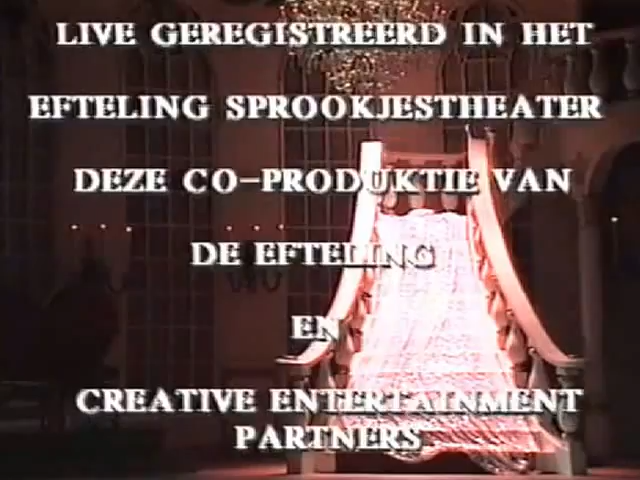 LIVE GEREGISTREERD IN HET
EFTELING SPROOKJESTHEATER
DEZE CO-PRODUKTIE VAN
DE EFTELING
EN
CREATIVE ENTERTAINMENT
PARTNERS